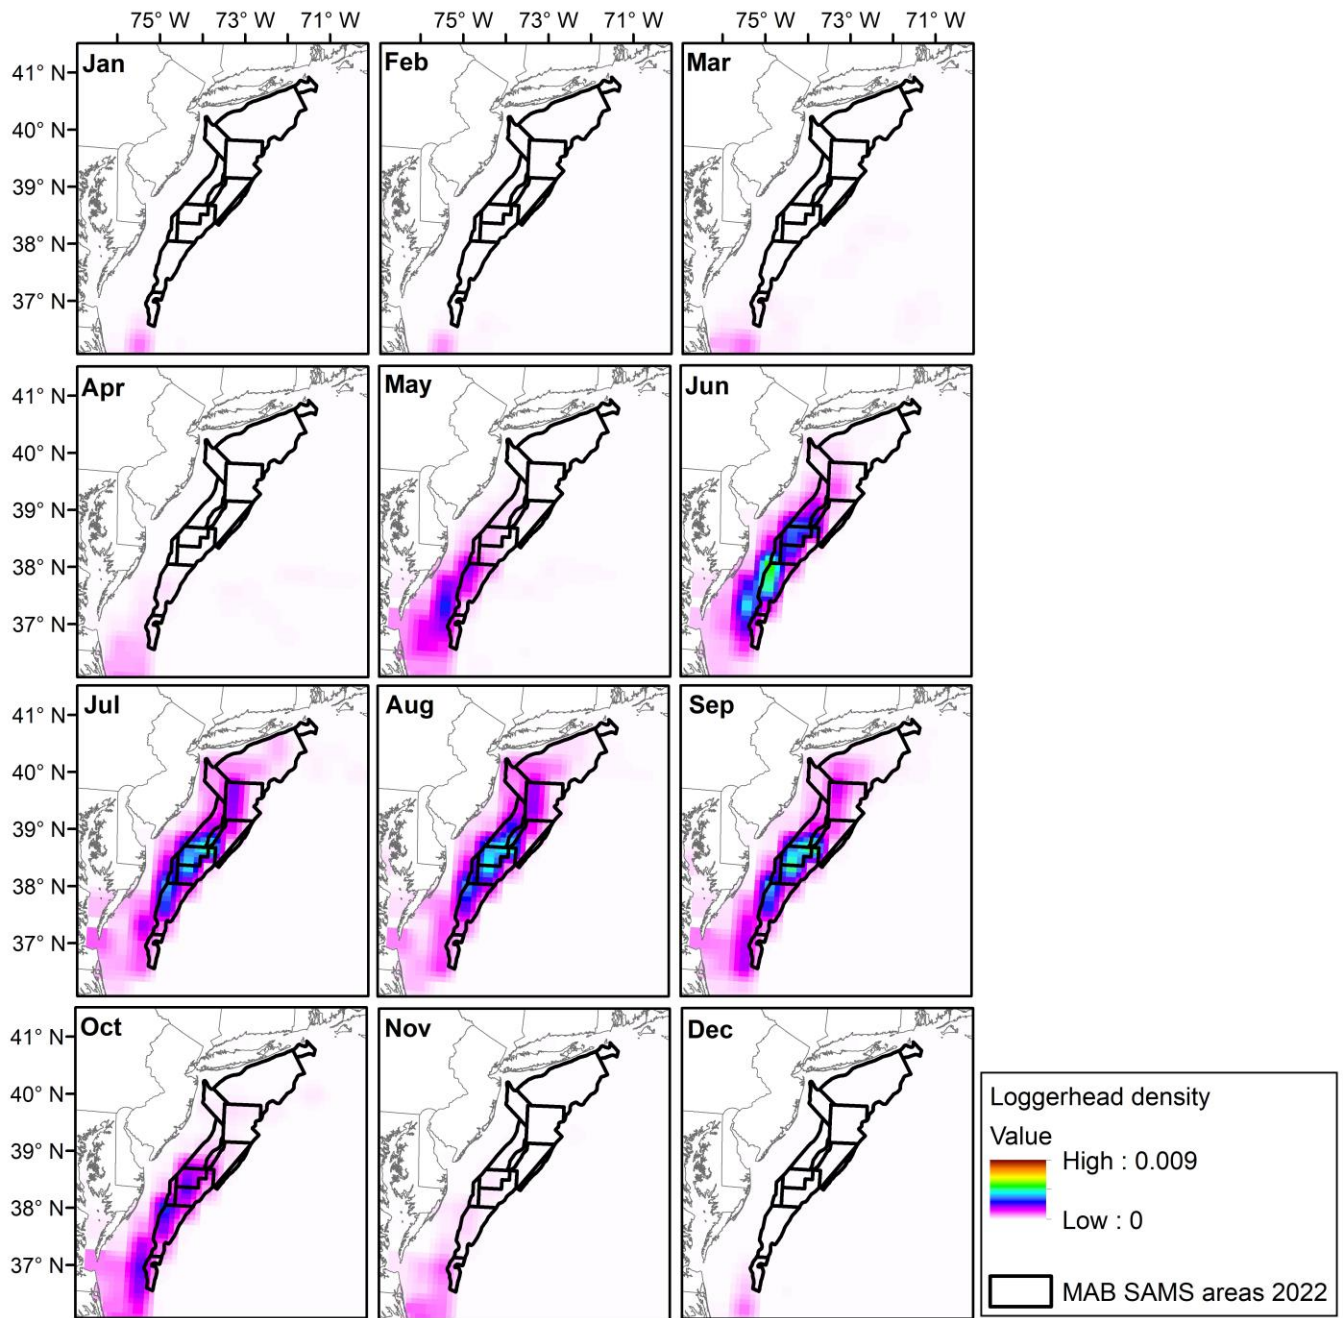 75° W 73° W 71° W 75° W 73° W 71° W 75° W 73° W 71° W
Jan Feb Mar
41° N
40° N
39° N
38° N
37° N
Apr May Jun
41° N
40° N
39° N
38° N
37° N
Jul Aug Sep
41° N
40° N
39° N
38° N
37° N
Oct Nov Dec
41° N
40° N
39° N
38° N
37° N
Loggerhead density
Value
High : 0.009
Low : 0
MAB SAMS areas 2022